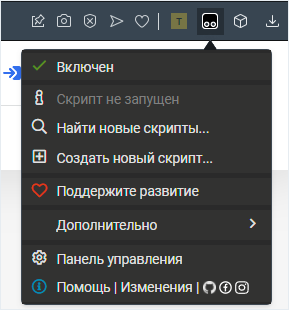 T
Включен
Скрипт не запущен
Найти новые скрипты...
Создать новый скрипт...
Поддержите развитие
Дополнительно
Панель управления
Помощь | Изменения |